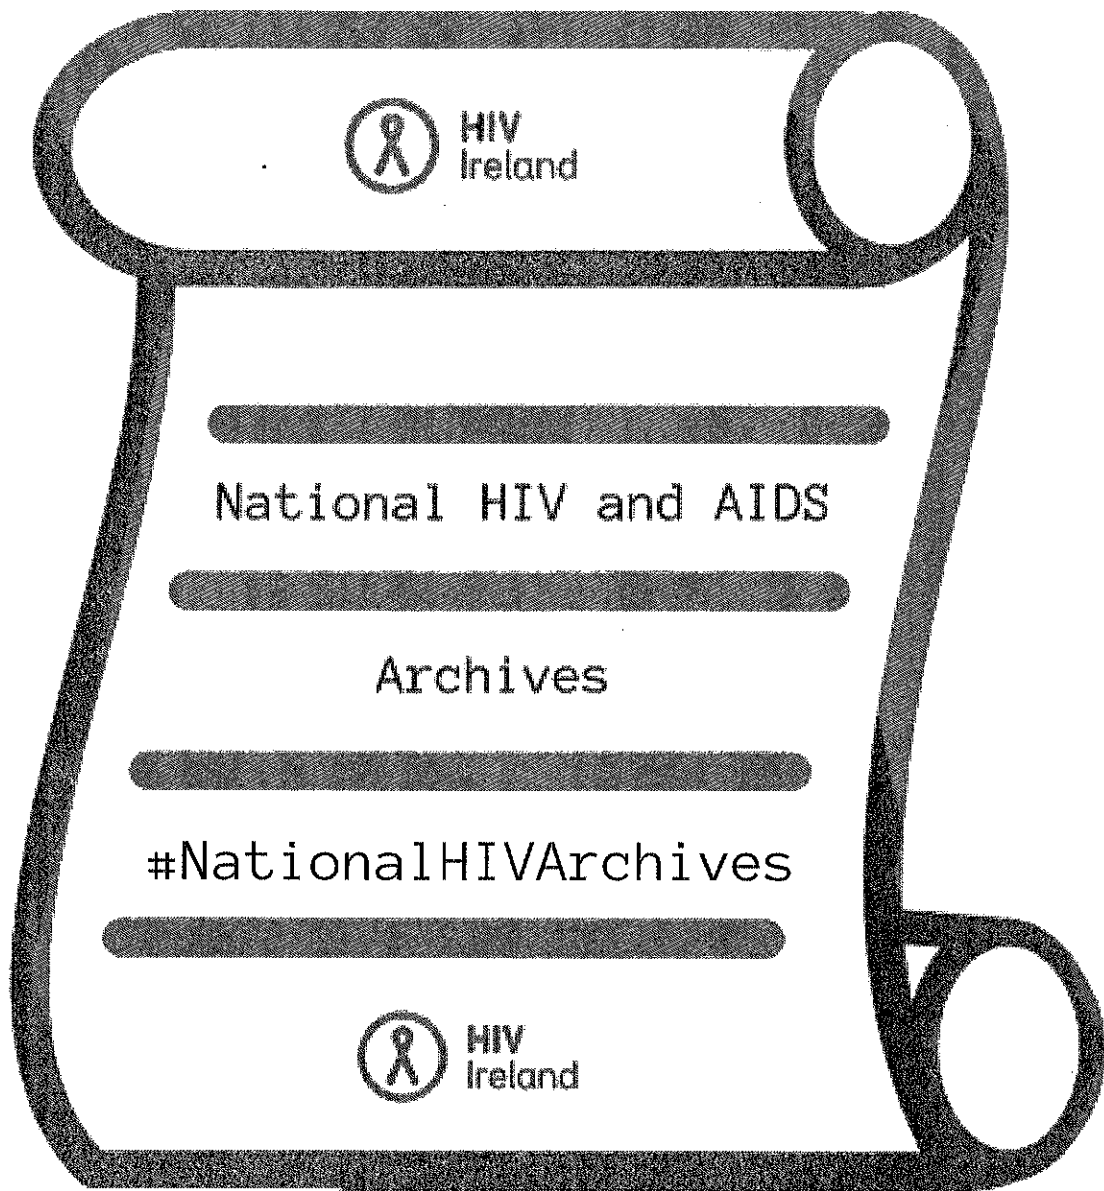 HIV
Ireland
National HIV and AIDS
Archives
#NationalHIVArchives
HIV
Ireland